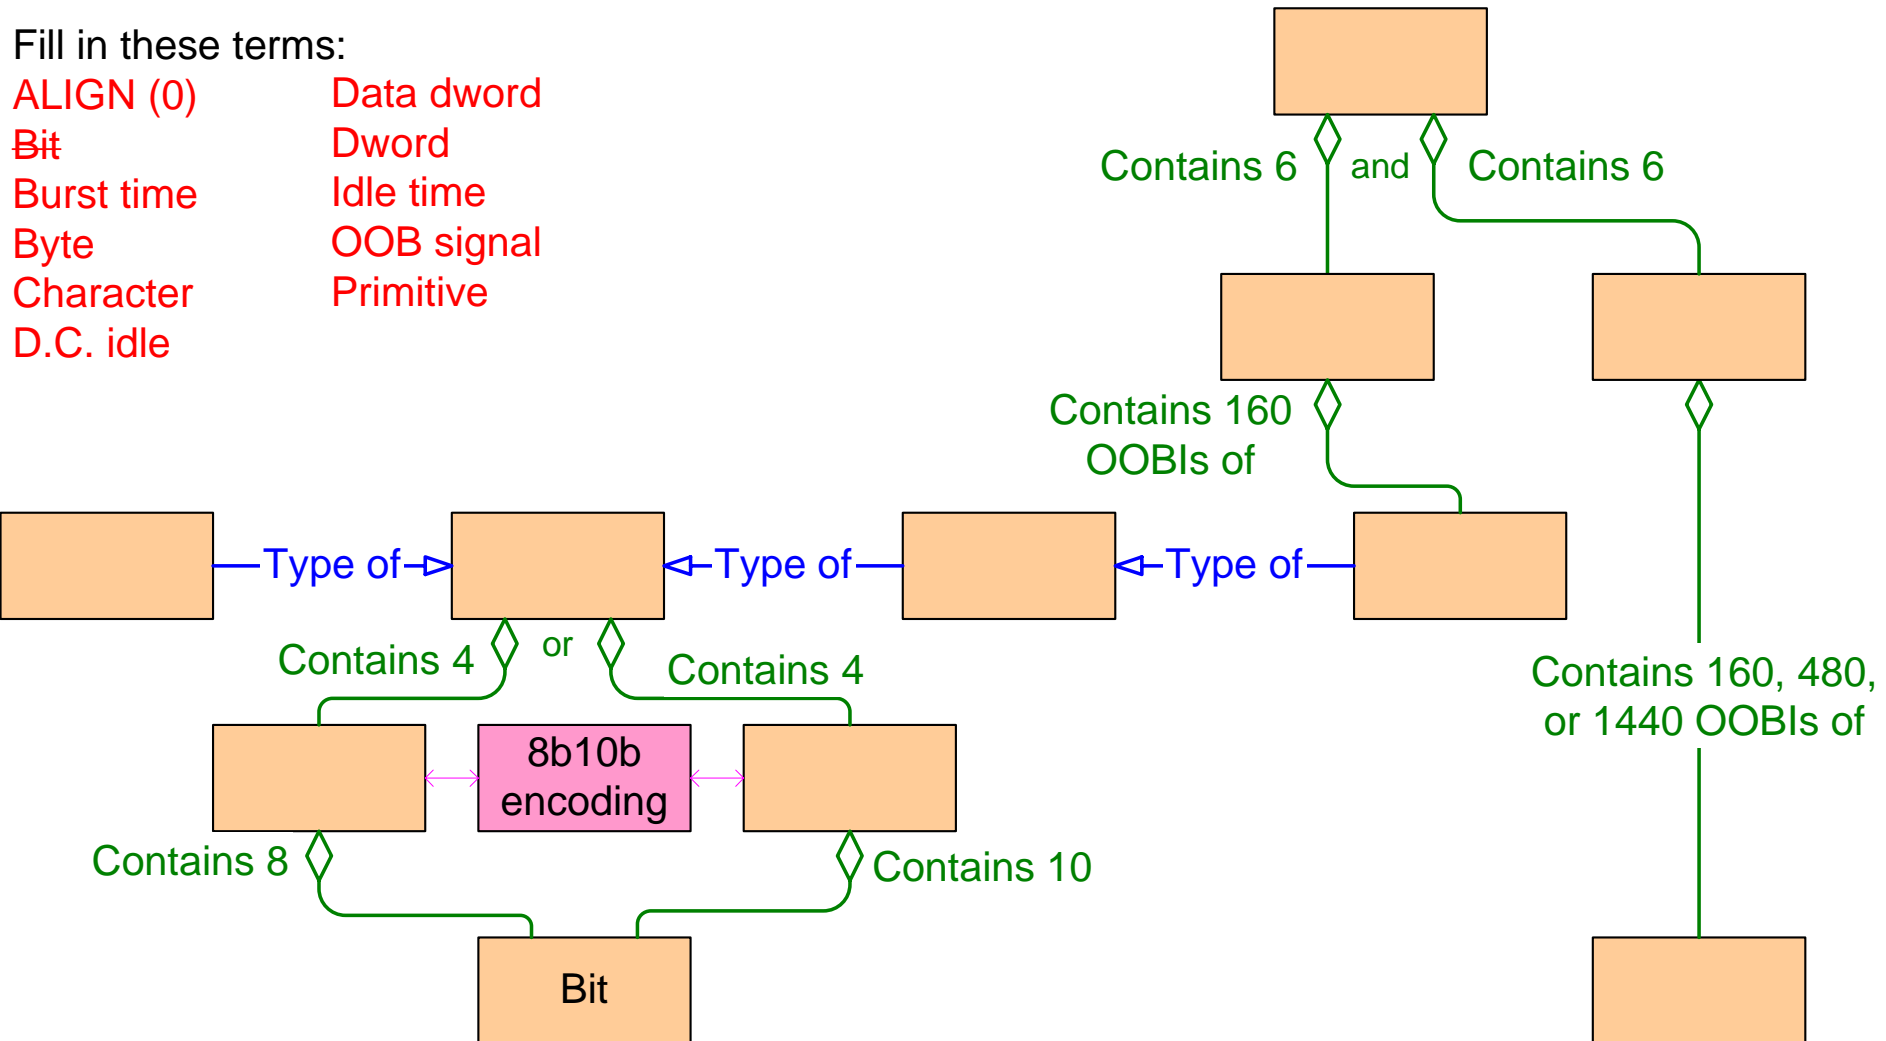 Fill in these terms:
ALIGN (0)
Bit
Burst time
Byte
Character
D.C. idle
Data dword
Dword
Idle time
OOB signal
Primitive
Contains 6
and
Contains 6
Contains 160
OOBIs of
Type of
Type of
Type of
Contains 4
or
Contains 4
Contains 160, 480,
or 1440 OOBIs of
8b10b
encoding
Contains 8
Contains 10
Bit